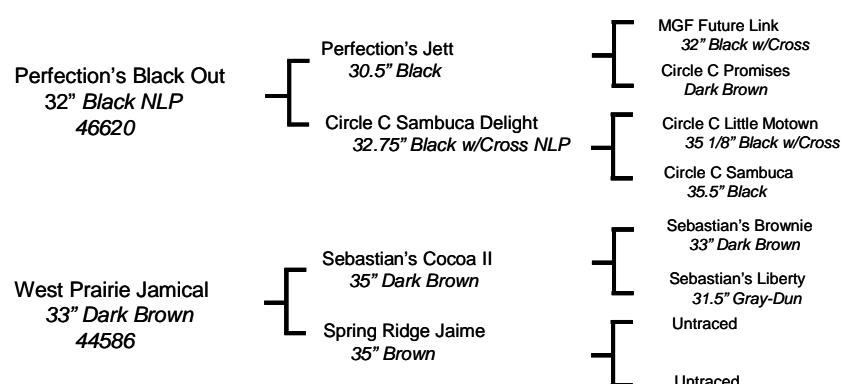 MGF Future Link
32” Black w/Cross
Perfection’s Jett
30.5” Black
Circle C Promises
Dark Brown
Perfection’s Black Out
32” Black NLP
46620
Circle C Sambuca Delight
32.75” Black w/Cross NLP
Circle C Little Motown
35 1/8” Black w/Cross
Circle C Sambuca
35.5” Black
Sebastian’s Brownie
33” Dark Brown
Sebastian’s Cocoa II
35” Dark Brown
Sebastian’s Liberty
31.5” Gray-Dun
West Prairie Jamical
33” Dark Brown
44586
Spring Ridge Jaime
35” Brown
Untraced
Untraced